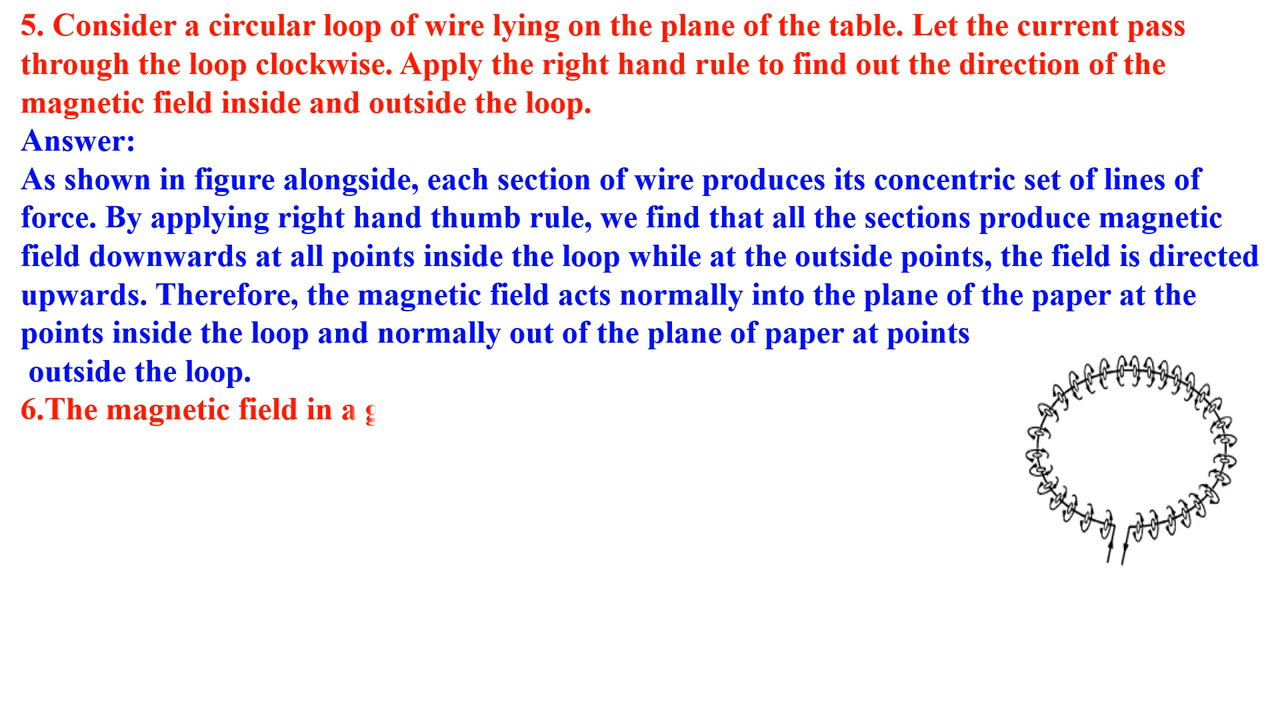 5. Consider a circular loop of wire lying on the plane of the table. Let the current pass
through the loop clockwise. Apply the right hand rule to find out the direction of the
magnetic field inside and outside the loop.
Answer:
As shown in figure alongside, each section of wire produces its concentric set of lines of
force. By applying right hand thumb rule, we find that all the sections produce magnetic
field downwards at all points inside the loop while at the outside points, the field is directed
upwards. Therefore, the magnetic field acts normally into the plane of the paper at the
points inside the loop and normally out of the plane of paper at points
outside the loop.
6.The magnetic field in a